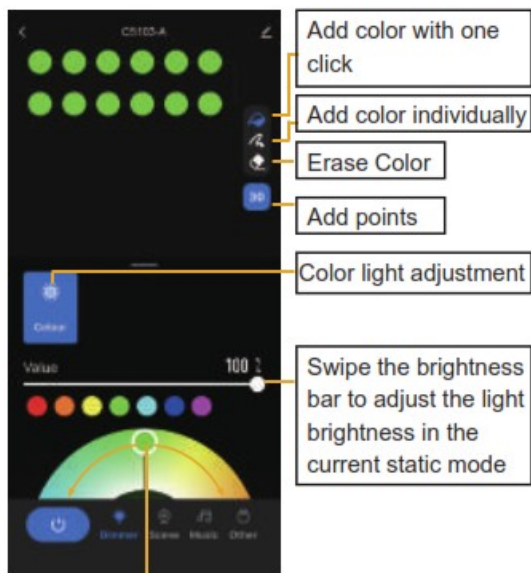 C5103-A
Add color with one
click
Add color individually
Erase Color
30
Add points
Color light adjustment
Colour
Value
100 %
Swipe the brightness
bar to adjust the light
brightness in the
current static mode
Dimmer Scene Music Other